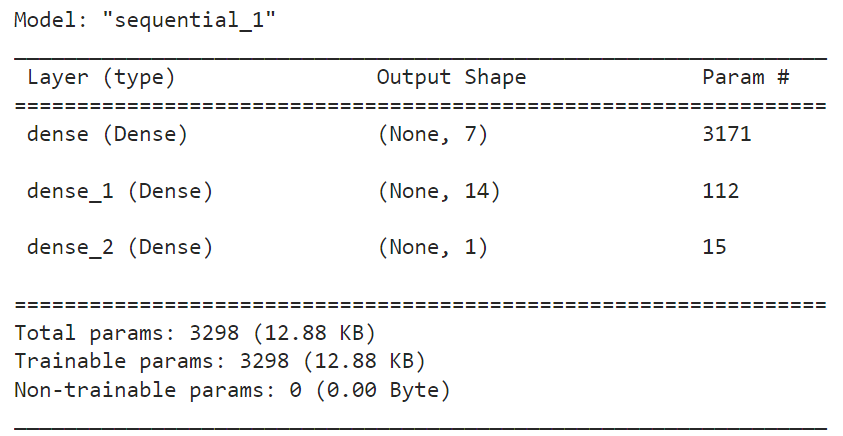 Model: "sequential_1"
_________________________________________________________________
Layer (type) Output Shape Param #
=================================================================
dense (Dense) (None, 7) 3171
dense_1 (Dense) (None, 14) 112
dense_2 (Dense) (None, 1) 15
=================================================================
Total params: 3298 (12.88 KB)
Trainable params: 3298 (12.88 KB)
Non-trainable params: 0 (0.00 Byte)
_________________________________________________________________